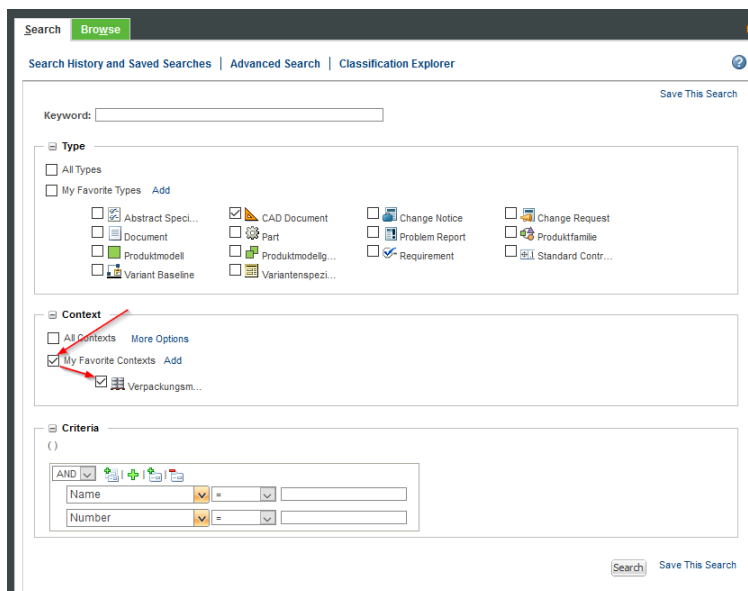 Search Browse
Search History and Saved Searches | Advanced Search | Classification Explorer
Save This Search
Keyword:
Type
All Types
My Favorite Types Add
Abstract Speci... CAD Document Change Notice Change Request
Document Part Problem Report Produktfamilie
Produktmodell Produktmodellg... Requirement Standard Contr...
Variant Baseline Variantenspezi...
Context
All Contexts More Options
My Favorite Contexts Add
Verpackungsm...
Criteria
( )
AND
Name =
Number =
Search Save This Search